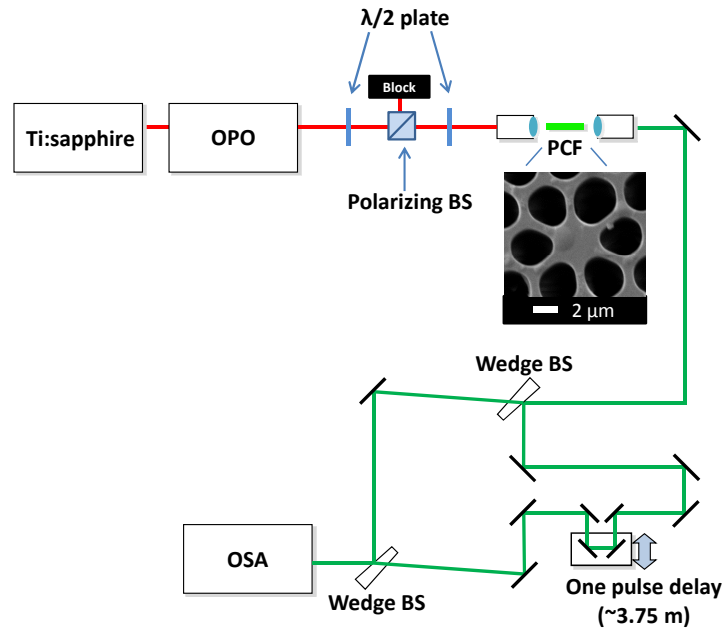 λ/2 plate
Block
Ti:sapphire
OPO
PCF
Polarizing BS
2 μm
Wedge BS
OSA
Wedge BS
One pulse delay
(~3.75 m)